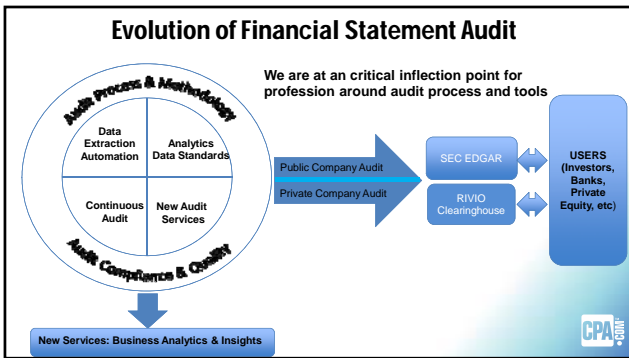 Evolution of Financial Statement Audit
We are at an critical inflection point for
profession around audit process and tools
Audit Process & Methodology
Data
Extraction
Automation
Analytics
Data Standards
Continuous
Audit
New Audit
Services
Audit Compliance & Quality
Public Company Audit
Private Company Audit
SEC EDGAR
RIVIO
Clearinghouse
USERS
(Investors,
Banks,
Private
Equity, etc)
New Services: Business Analytics & Insights
CPA.COM